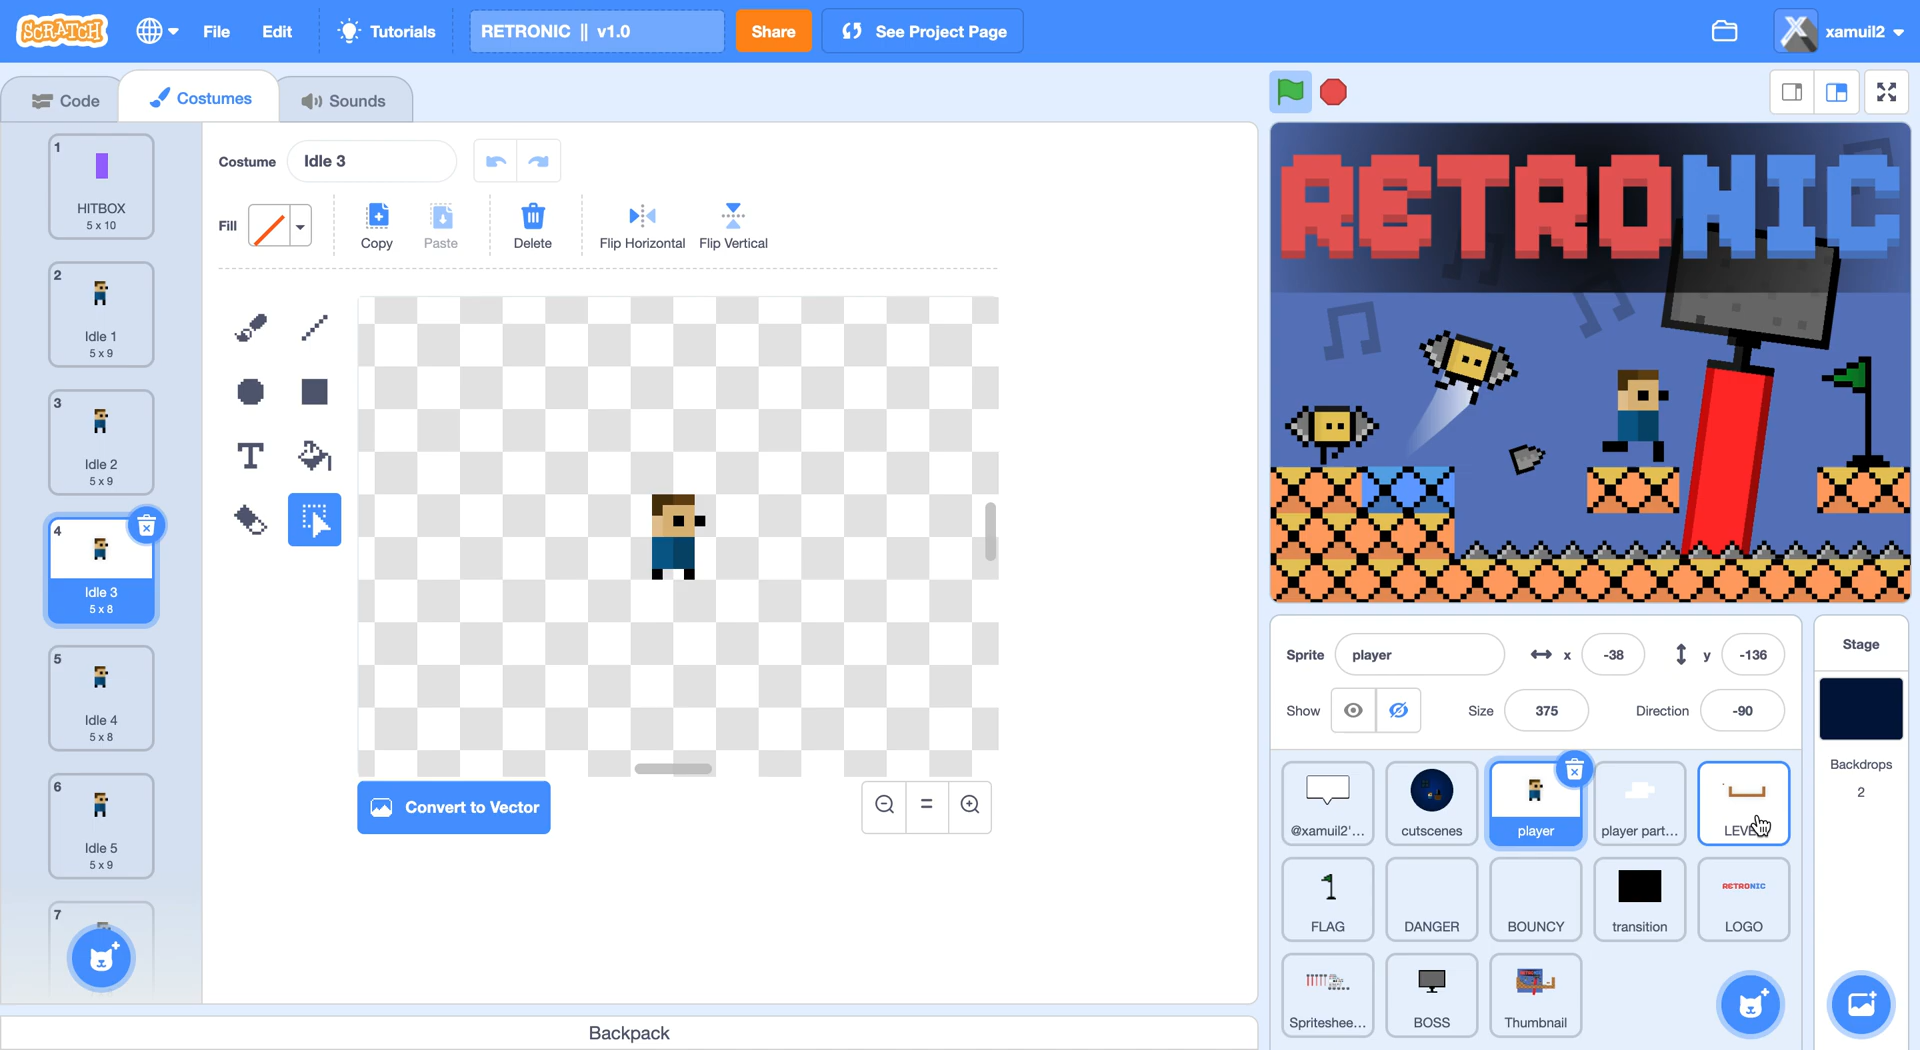 SCRATCH
File
Edit
Tutorials
RETRONIC || v1.0
Share
See Project Page
xamuil2
Code
Costumes
Sounds
1
HITBOX
5 x 10
2
Idle 1
5 x 9
3
Idle 2
5 x 9
4
Idle 3
5 x 8
5
Idle 4
5 x 8
6
Idle 5
5 x 9
7
Costume
Idle 3
Fill
Copy
Paste
Delete
Flip Horizontal
Flip Vertical
T
Convert to Vector
Backpack
RETRONIC
Sprite
player
x
-38
y
-136
Show
Size
375
Direction
-90
@xamuil2'...
cutscenes
player
player part...
FLAG
DANGER
BOUNCY
transition
RETRONIC
LOGO
Spriteshee...
BOSS
Thumbnail
Stage
Backdrops
2